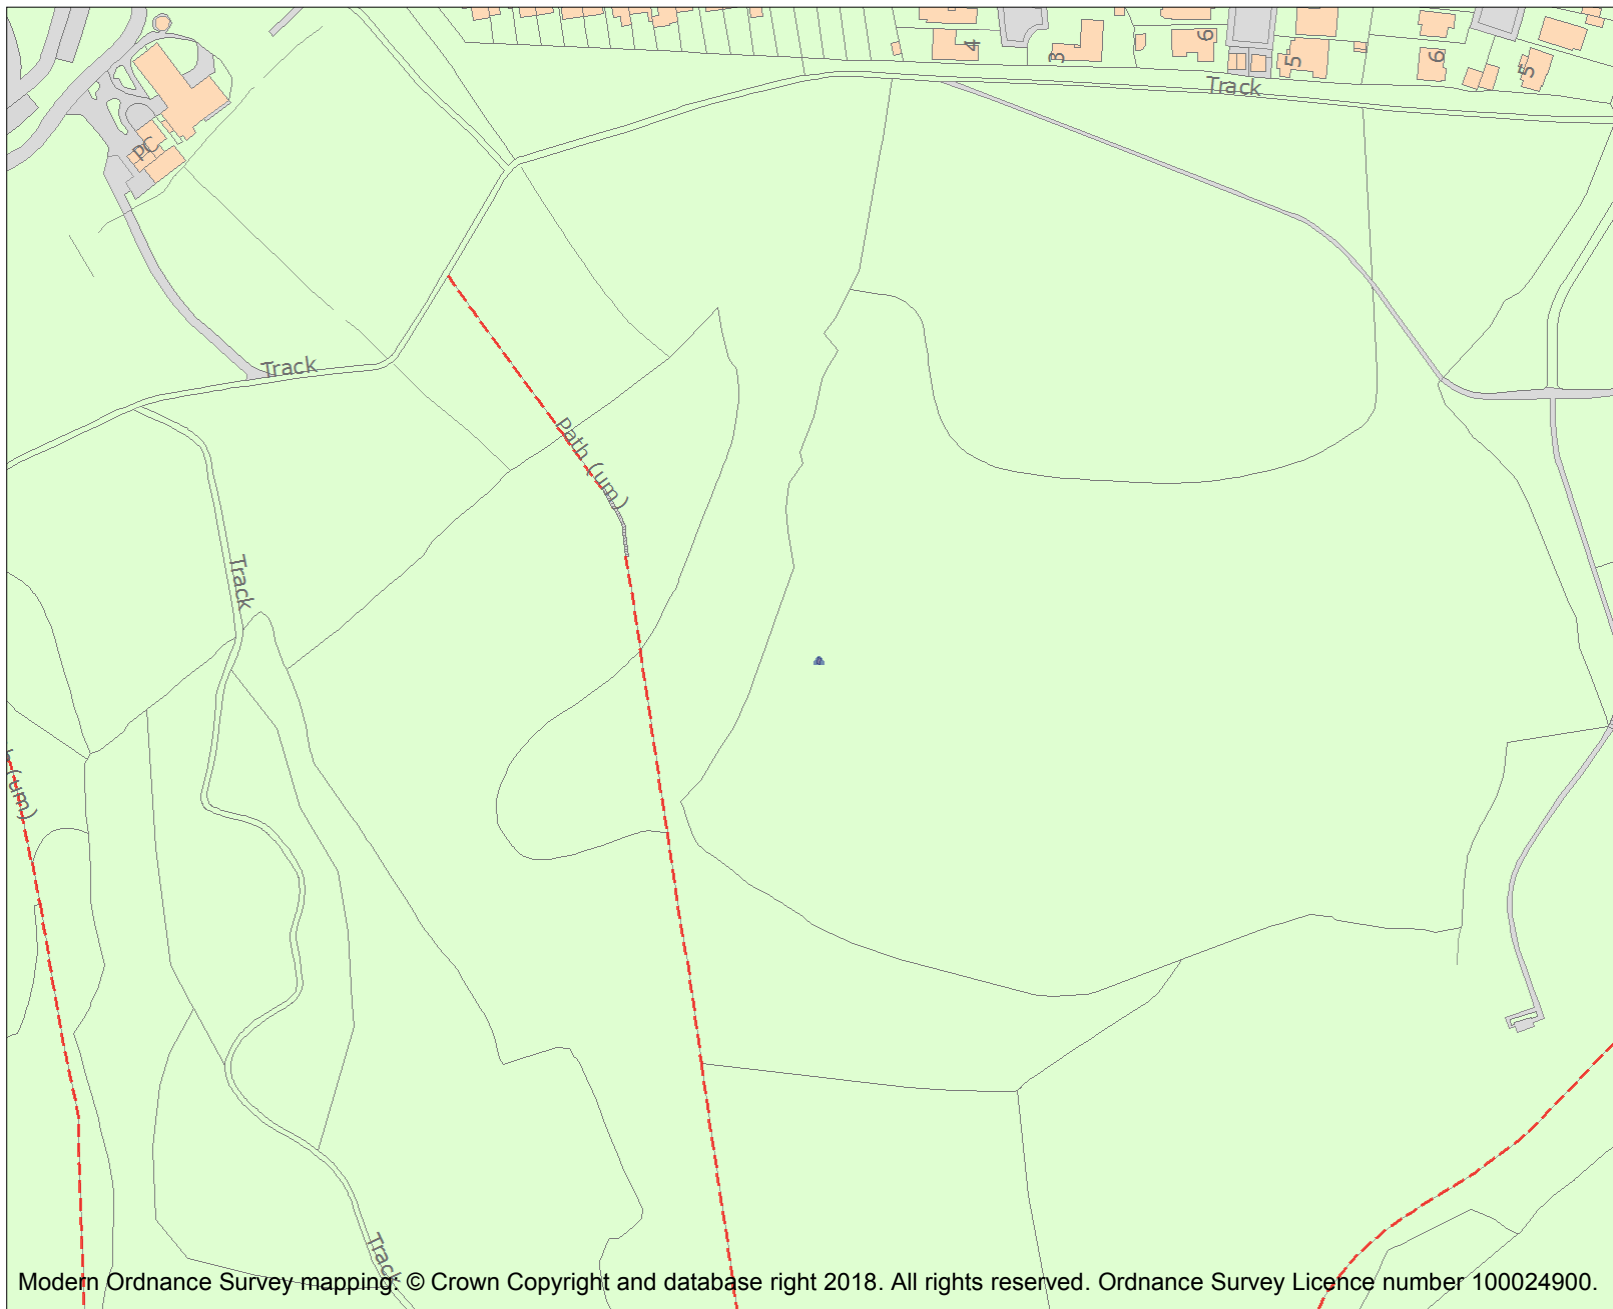 4
3
6
5
6
5
Track
PC
Track
Path (um)
Track
(um)
Track
Modern Ordnance Survey mapping: © Crown Copyright and database right 2018. All rights reserved. Ordnance Survey Licence number 100024900.